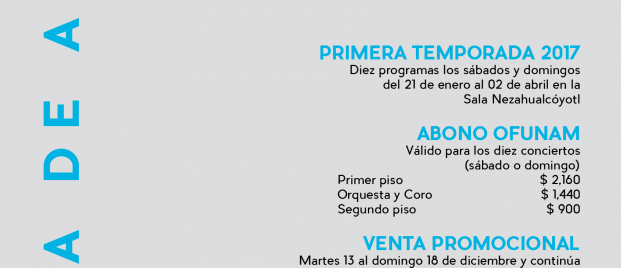 A DE A
PRIMERA TEMPORADA 2017
Diez programas los sábados y domingos
del 21 de enero al 02 de abril en la
Sala Nezahualcóyotl
ABONO OFUNAM
Válido para los diez conciertos
(sábado o domingo)
Primer piso $ 2,160
Orquesta y Coro $ 1,440
Segundo piso $ 900
VENTA PROMOCIONAL
Martes 13 al domingo 18 de diciembre y continúa